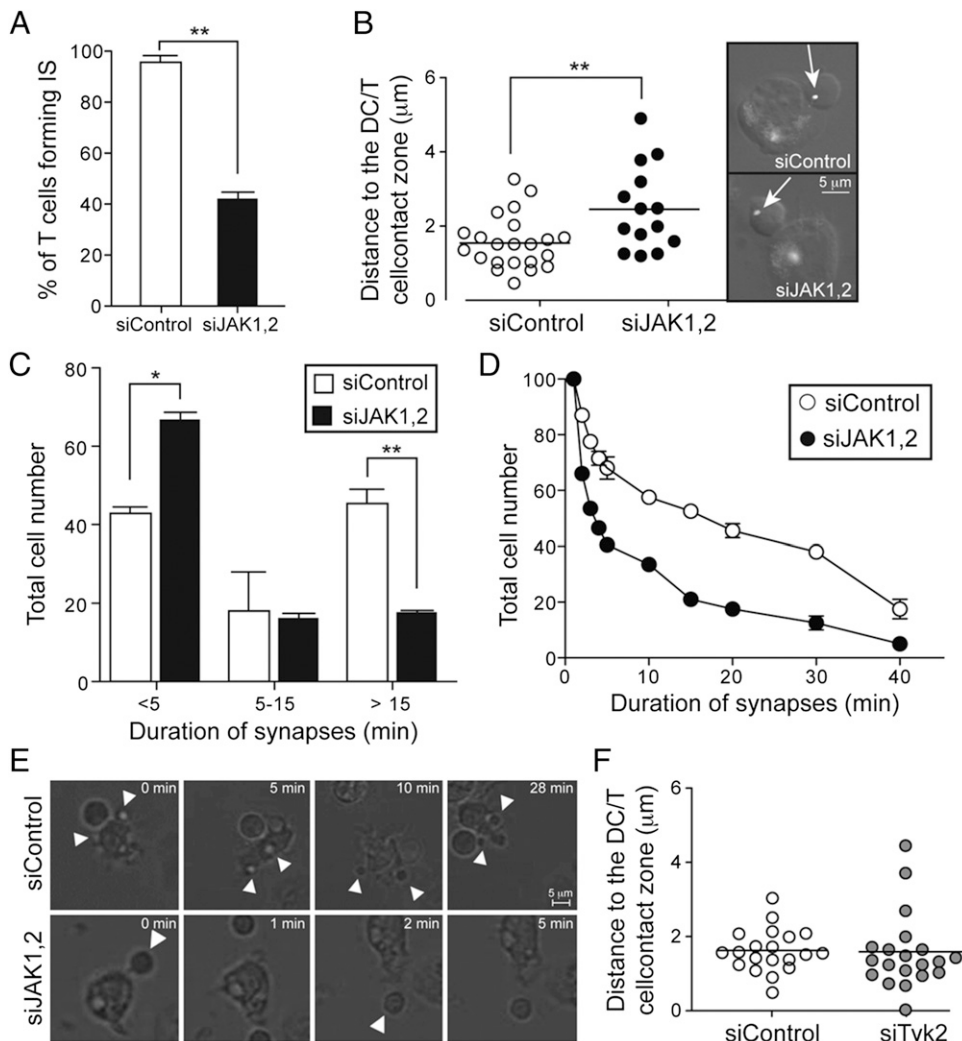 A
% of T cells forming IS
100
80
60
40
20
0
**
siControl
siJAK1,2
B
Distance to the DC/T
cellcontact zone (μm)
6
4
2
0
**
siControl
siJAK1,2
siControl
5 μm
siJAK1,2
C
Total cell number
80
60
40
20
0
*
**
siControl
siJAK1,2
<5
5-15
> 15
Duration of synapses (min)
D
Total cell number
100
80
60
40
20
0
siControl
siJAK1,2
0
10
20
30
40
Duration of synapses (min)
E
siControl
0 min
5 min
10 min
28 min
5 μm
siJAK1,2
0 min
1 min
2 min
5 min
F
Distance to the DC/T
cellcontact zone (μm)
6
4
2
0
siControl
siTyk2